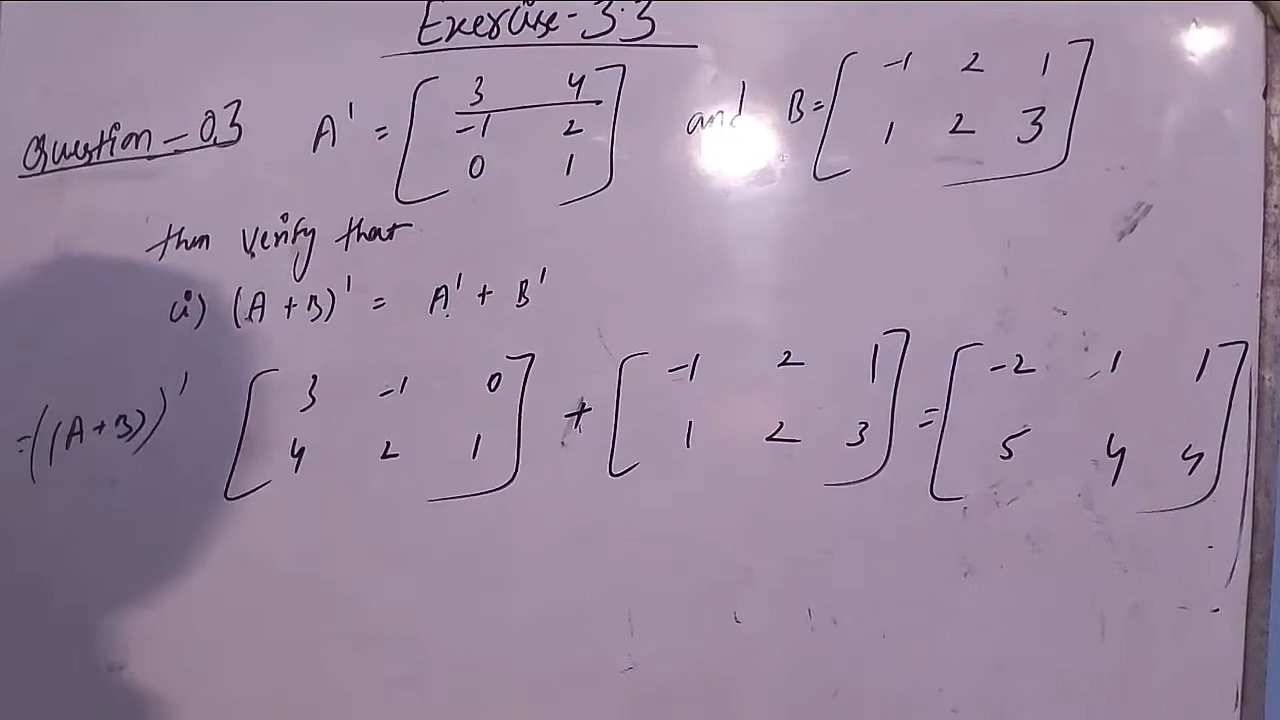 Exercise-3.3
Question-03 A' = [ 3 4 and B = [ -1 2 1
-1 2 1 2 3 ]
0 1 ]
then verify that
i) (A + B)' = A' + B'
= ((A+B))' [ 3 -1 0 + [ -1 2 1 = [ -2 1 1
4 2 1 ] 1 2 3 ] 5 4 4 ]